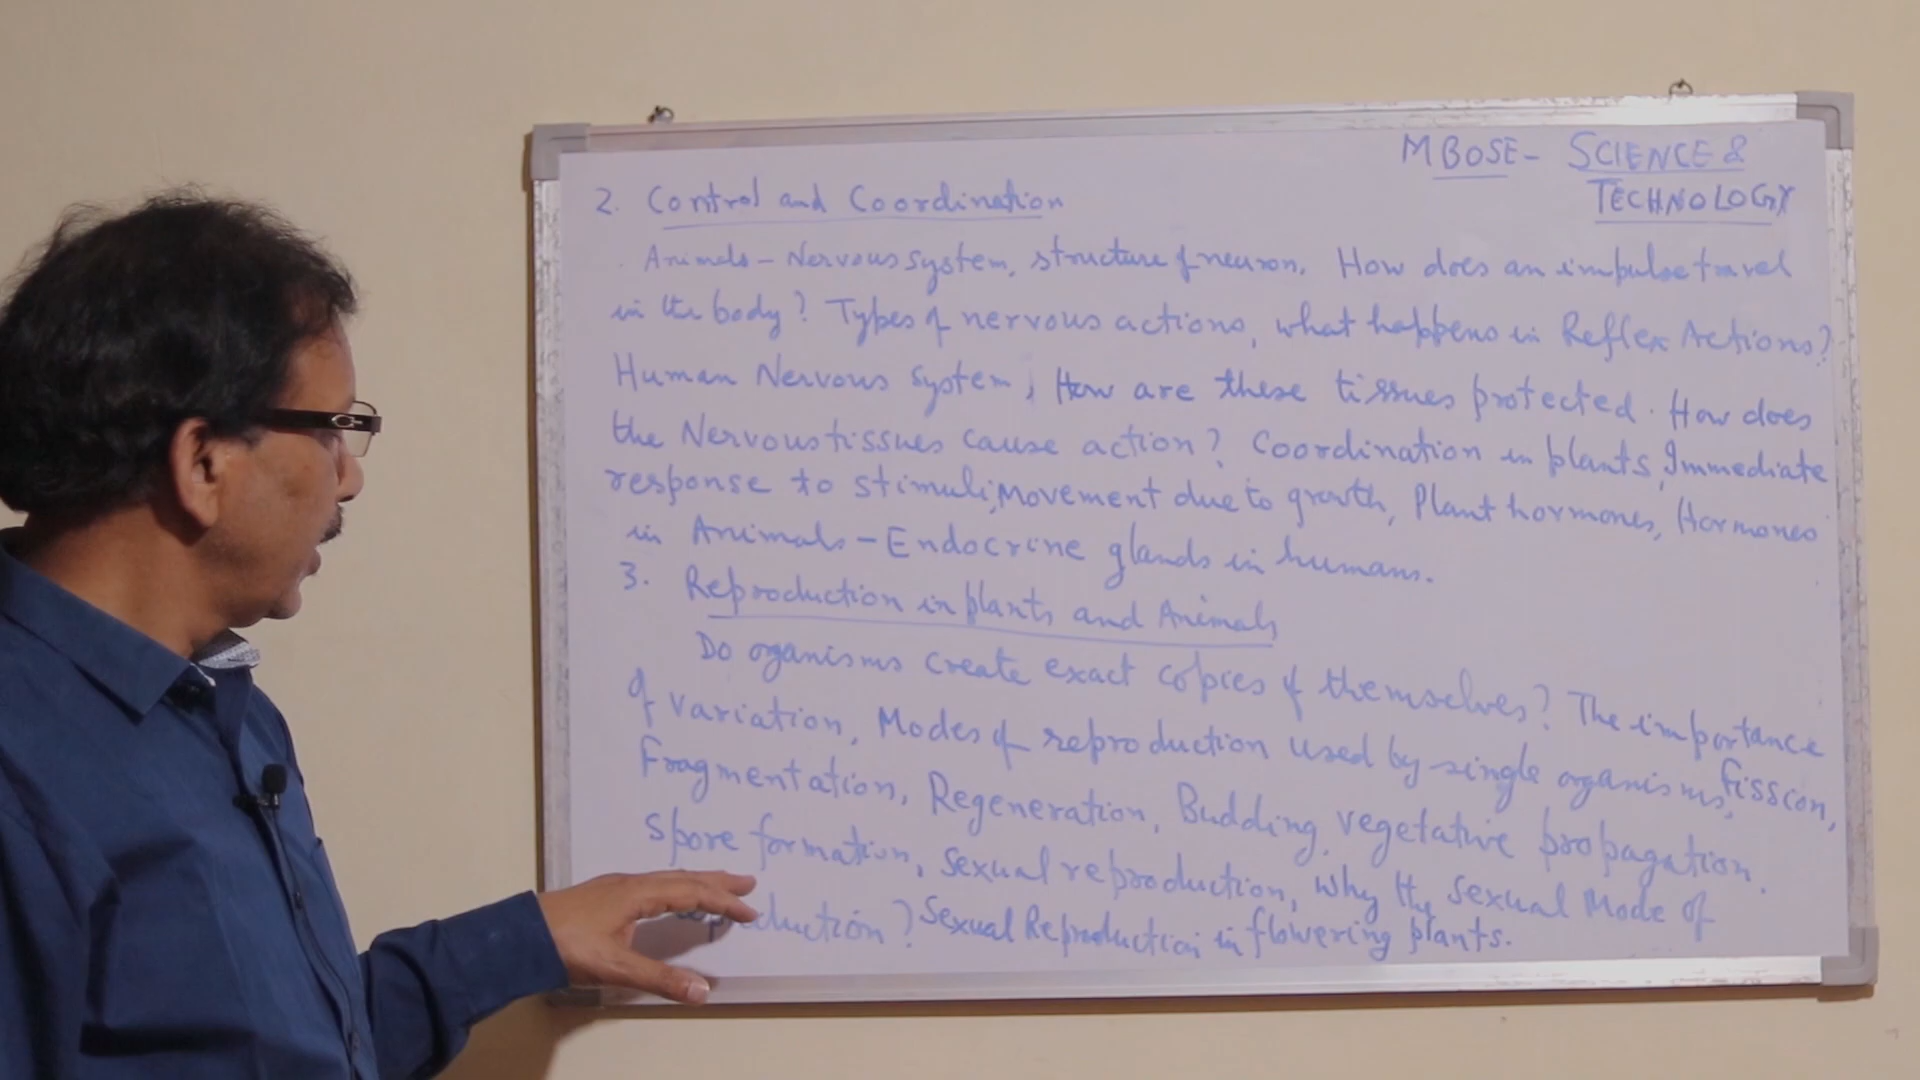 MBOSE- SCIENCE &
TECHNOLOGY
2. Control and Coordination
Animals - Nervous system, structure of neuron. How does an impulse travel
in the body? Types of nervous actions, what happens in Reflex Actions?
Human Nervous System, How are these tissues protected. How does
the Nervous tissues cause action? Coordination in plants, Immediate
response to stimuli, Movement due to growth, Plant hormones, Hormones
in Animals - Endocrine glands in humans.
3. Reproduction in plants and Animals
Do organisms create exact copies of themselves? The importance
of variation, Modes of reproduction used by single organisms, fisscon,
Fragmentation, Regeneration, Budding, vegetative propagation.
Spore formation, sexual reproduction, why the sexual Mode of
reproduction? Sexual Reproduction in flowering plants.